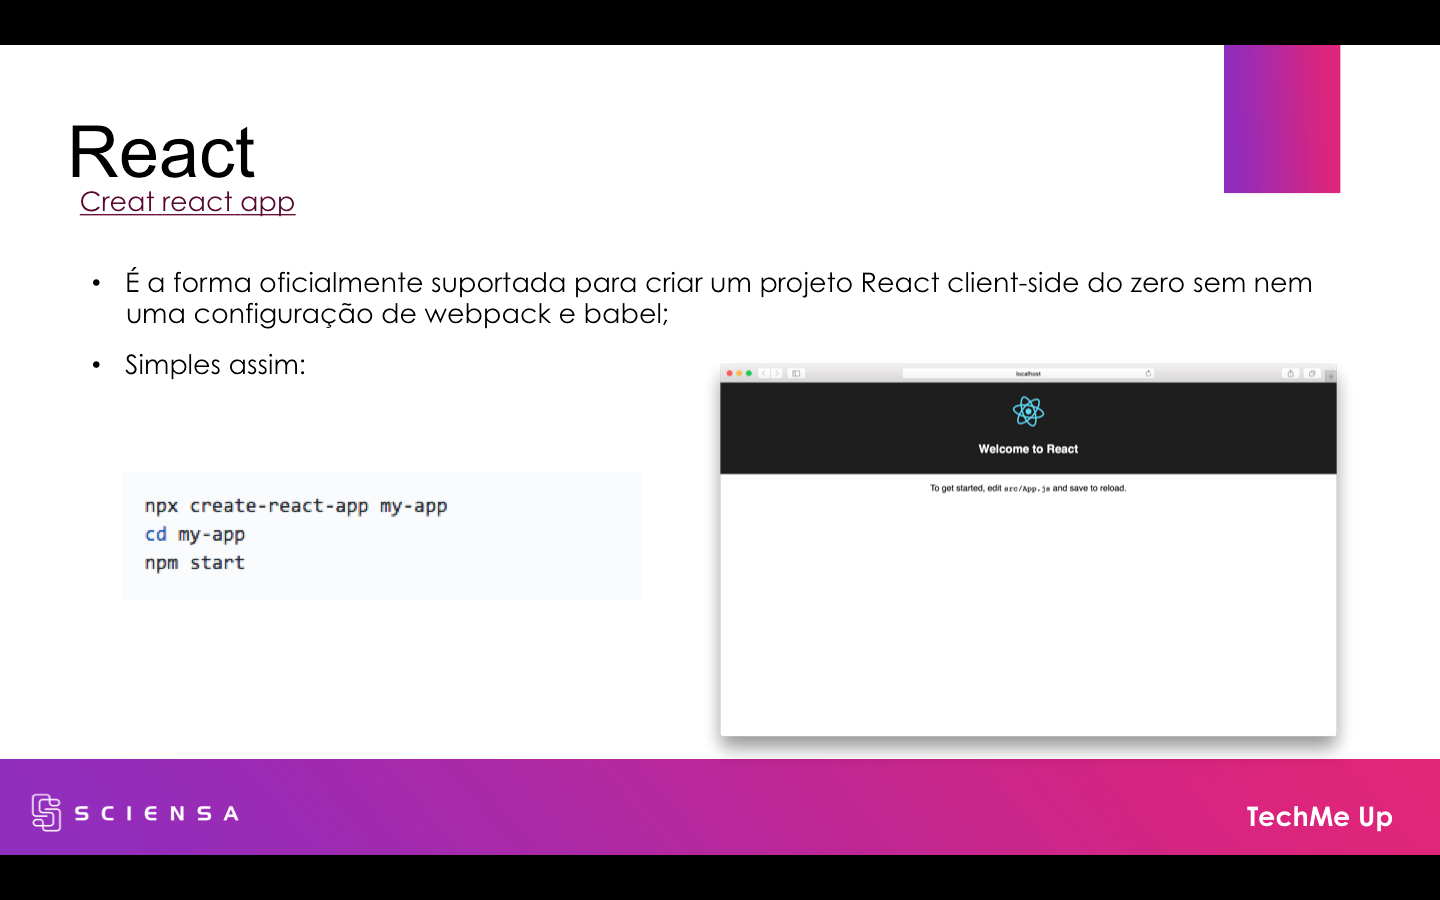 React
Creat react app
• É a forma oficialmente suportada para criar um projeto React client-side do zero sem nem
uma configuração de webpack e babel;
• Simples assim:
localhost
Welcome to React
To get started, edit src/App.js and save to reload.
npx create-react-app my-app
cd my-app
npm start
SCIENSA
TechMe Up